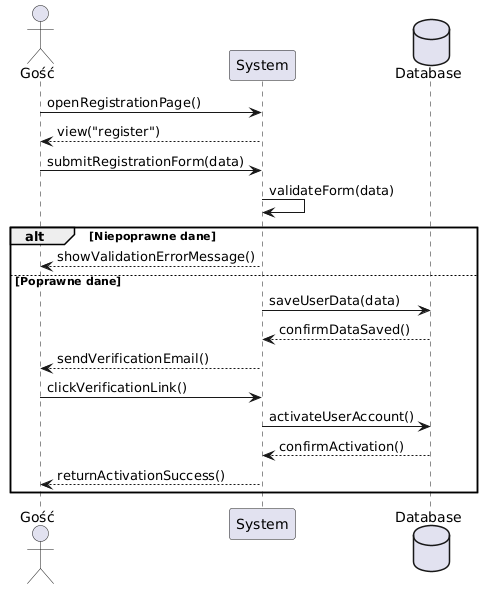 Gość
System
Database
openRegistrationPage()
view("register")
submitRegistrationForm(data)
validateForm(data)
alt [Niepoprawne dane]
showValidationErrorMessage()
[Poprawne dane]
saveUserData(data)
confirmDataSaved()
sendVerificationEmail()
clickVerificationLink()
activateUserAccount()
confirmActivation()
returnActivationSuccess()
Gość
System
Database